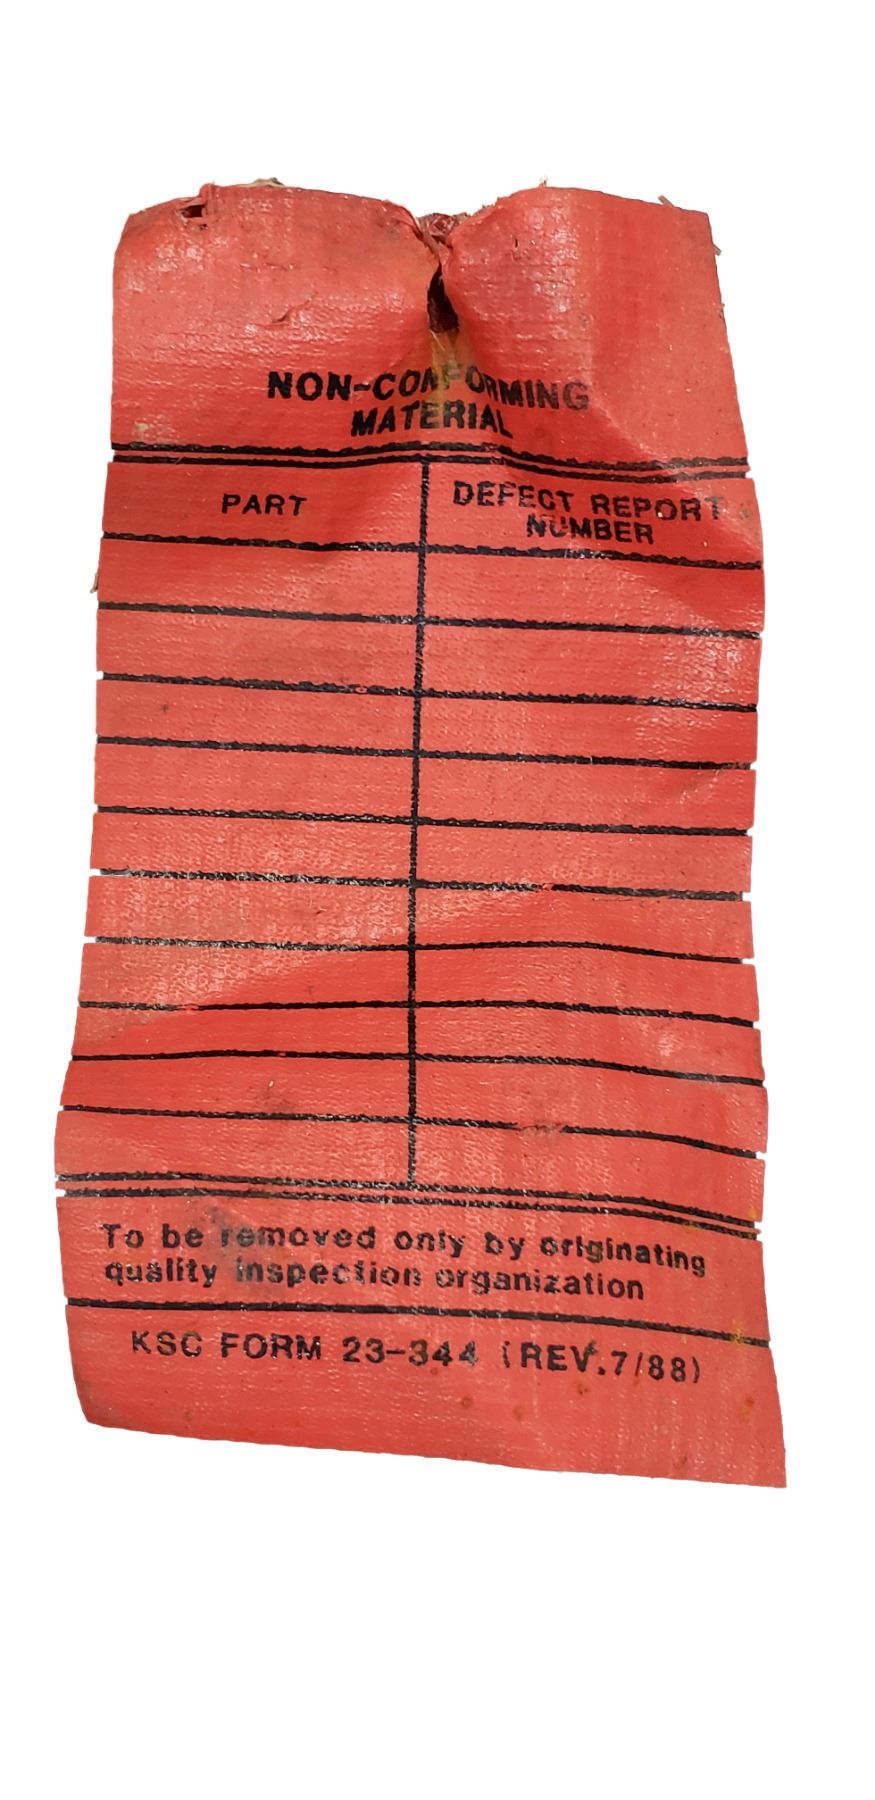 NON-CONFORMING
MATERIAL
PART
DEFECT REPORT
NUMBER
To be removed only by originating
quality inspection organization
KSC FORM 23-344 (REV.7/88)